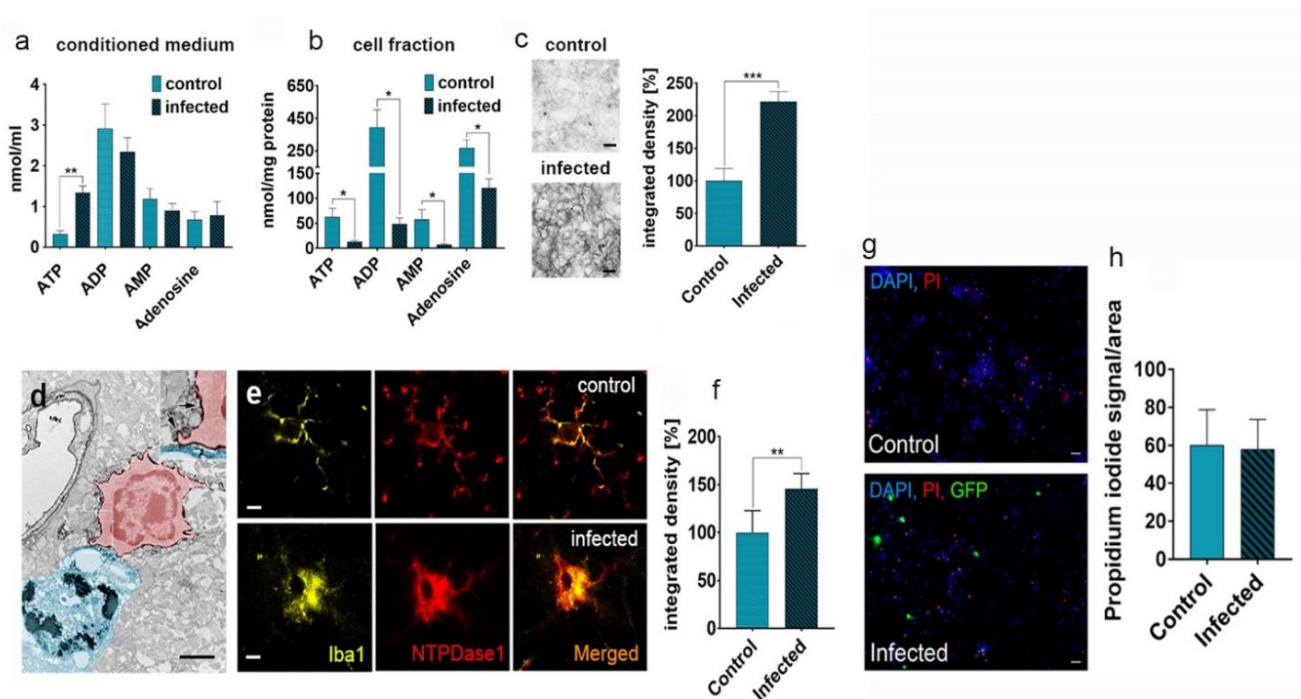 a conditioned medium
4
3
2
1
0
nmol/ml
control
infected
**
ATP
ADP
AMP
Adenosine
b cell fraction
650
450
250
150
100
50
0
nmol/mg protein
control
infected
*
*
*
*
ATP
ADP
AMP
Adenosine
c
control
infected
integrated density [%]
250
200
150
100
50
0
***
Control
Infected
d
e
control
infected
Iba1
NTPDase1
Merged
f
integrated density [%]
200
150
100
50
0
**
Control
Infected
g
DAPI, PI
Control
DAPI, PI, GFP
Infected
h
Propidium iodide signal/area
100
80
60
40
20
0
Control
Infected